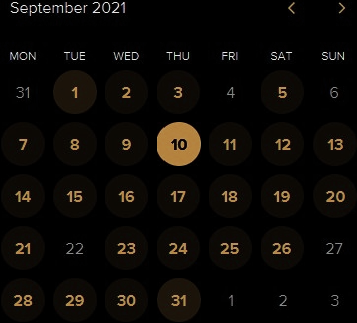 September 2021 < >
MON TUE WED THU FRI SAT SUN
31 1 2 3 4 5 6
7 8 9 10 11 12 13
14 15 16 17 18 19 20
21 22 23 24 25 26 27
28 29 30 31 1 2 3